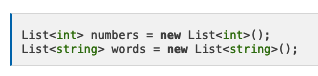 List<int> numbers = new List<int>();
List<string> words = new List<string>();